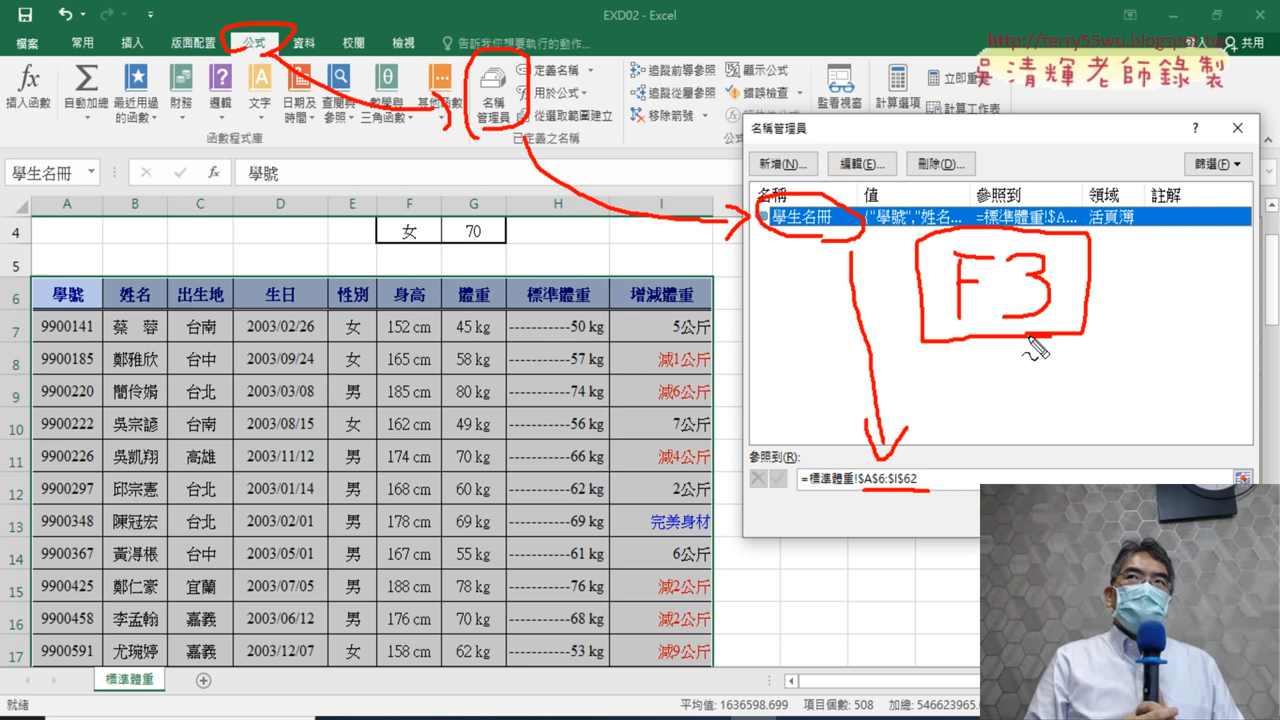 EXD02 - Excel
http://terry55wu.blogspot.tw
檔案 常用 插入 版面配置 公式 資料 校閱 檢視 告訴我您想要執行的動作... 登入 共用
吳清輝老師錄製
插入函數 自動加總 最近用過的函數 財務 邏輯 文字 日期及時間 查閱與參照 數學與三角函數 其他函數 名稱管理員 定義名稱 用於公式 從選取範圍建立 追蹤前導參照 追蹤從屬參照 移除箭號 顯示公式 錯誤檢查 監看視窗 計算選項 立即重算 計算工作表
函數程式庫 已定義之名稱
學生名冊 fx 學號
A B C D E F G H I
4 女 70
5
6 學號 姓名 出生地 生日 性別 身高 體重 標準體重 增減體重
7 9900141 蔡 蓉 台南 2003/02/26 女 152 cm 45 kg -----------50 kg 5公斤
8 9900185 鄭雅欣 台中 2003/09/24 女 165 cm 58 kg -----------57 kg 減1公斤
9 9900220 簡伶娟 台北 2003/03/08 男 185 cm 80 kg -----------74 kg 減6公斤
10 9900222 吳宗諺 台南 2003/08/15 女 162 cm 49 kg -----------56 kg 7公斤
11 9900226 吳凱翔 高雄 2003/11/12 男 174 cm 70 kg -----------66 kg 減4公斤
12 9900297 邱宗憲 台北 2003/01/14 男 168 cm 60 kg -----------62 kg 2公斤
13 9900348 陳冠宏 台北 2003/02/01 男 178 cm 69 kg -----------69 kg 完美身材
14 9900367 黃淂根 台中 2003/05/01 男 167 cm 55 kg -----------61 kg 6公斤
15 9900425 鄭仁豪 宜蘭 2003/07/05 男 188 cm 78 kg -----------76 kg 減2公斤
16 9900458 李孟翰 嘉義 2003/06/12 男 176 cm 70 kg -----------68 kg 減2公斤
17 9900591 尤琬婷 嘉義 2003/12/07 女 158 cm 62 kg -----------53 kg 減9公斤
名稱管理員 ?
新增(N)... 編輯(E)... 刪除(D)... 篩選(F)
名稱 值 參照到 領域 註解
學生名冊 {"學號","姓名... =標準體重!$A... 活頁簿
F3
參照到(R):
=標準體重!$A$6:$I$62
標準體重
就緒 平均值: 1636598.699 項目個數: 508 加總: 546623965.